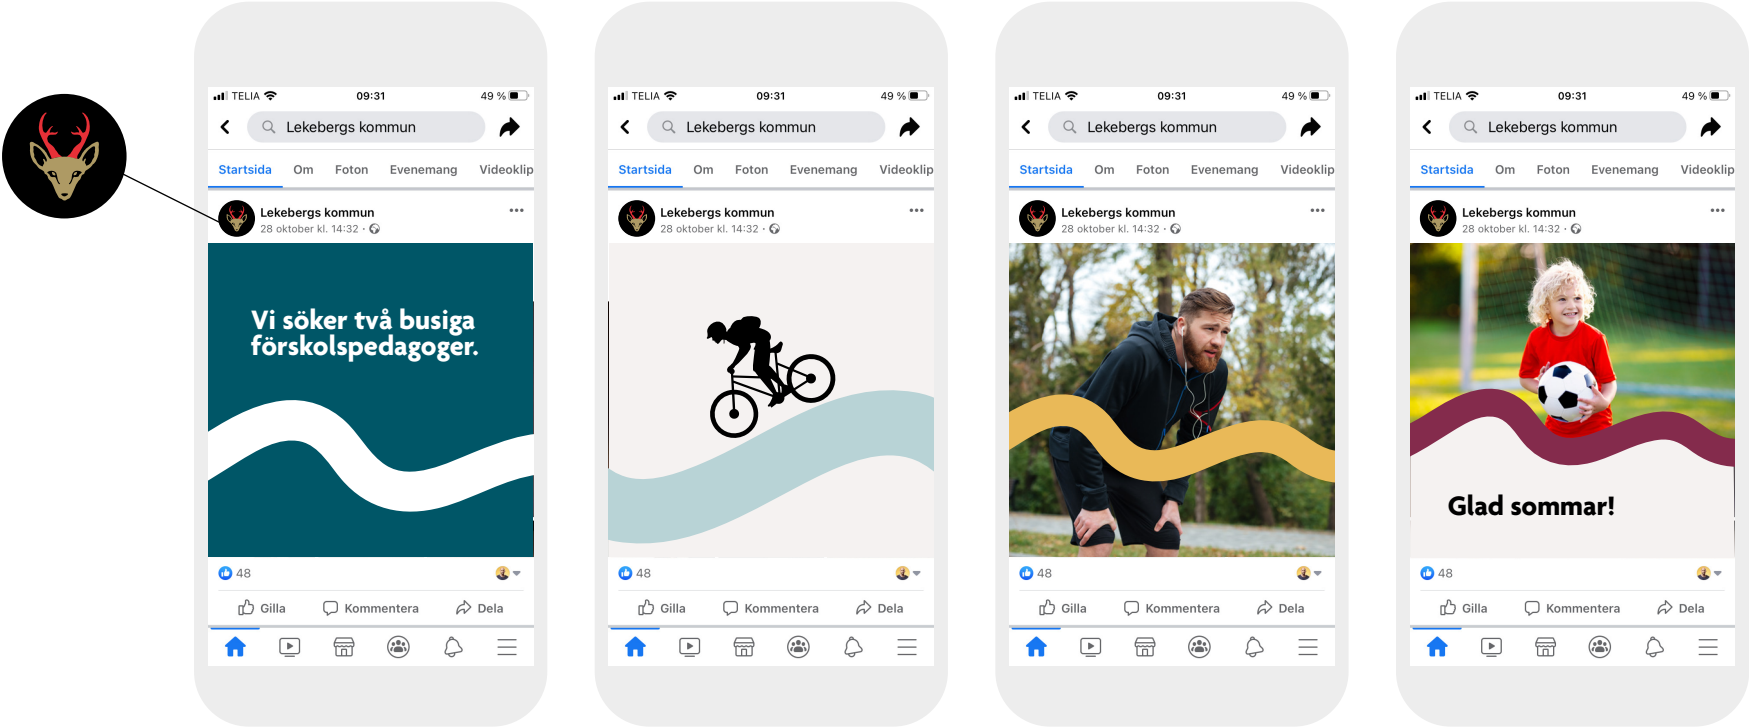 TELIA 09:31 49 %
Lekebergs kommun
Startsida Om Foton Evenemang Videoklip
Lekebergs kommun
28 oktober kl. 14:32 ·
Vi söker två busiga
förskolspedagoger.
48
Gilla Kommentera Dela
TELIA 09:31 49 %
Lekebergs kommun
Startsida Om Foton Evenemang Videoklip
Lekebergs kommun
28 oktober kl. 14:32 ·
48
Gilla Kommentera Dela
TELIA 09:31 49 %
Lekebergs kommun
Startsida Om Foton Evenemang Videoklip
Lekebergs kommun
28 oktober kl. 14:32 ·
48
Gilla Kommentera Dela
TELIA 09:31 49 %
Lekebergs kommun
Startsida Om Foton Evenemang Videoklip
Lekebergs kommun
28 oktober kl. 14:32 ·
Glad sommar!
48
Gilla Kommentera Dela